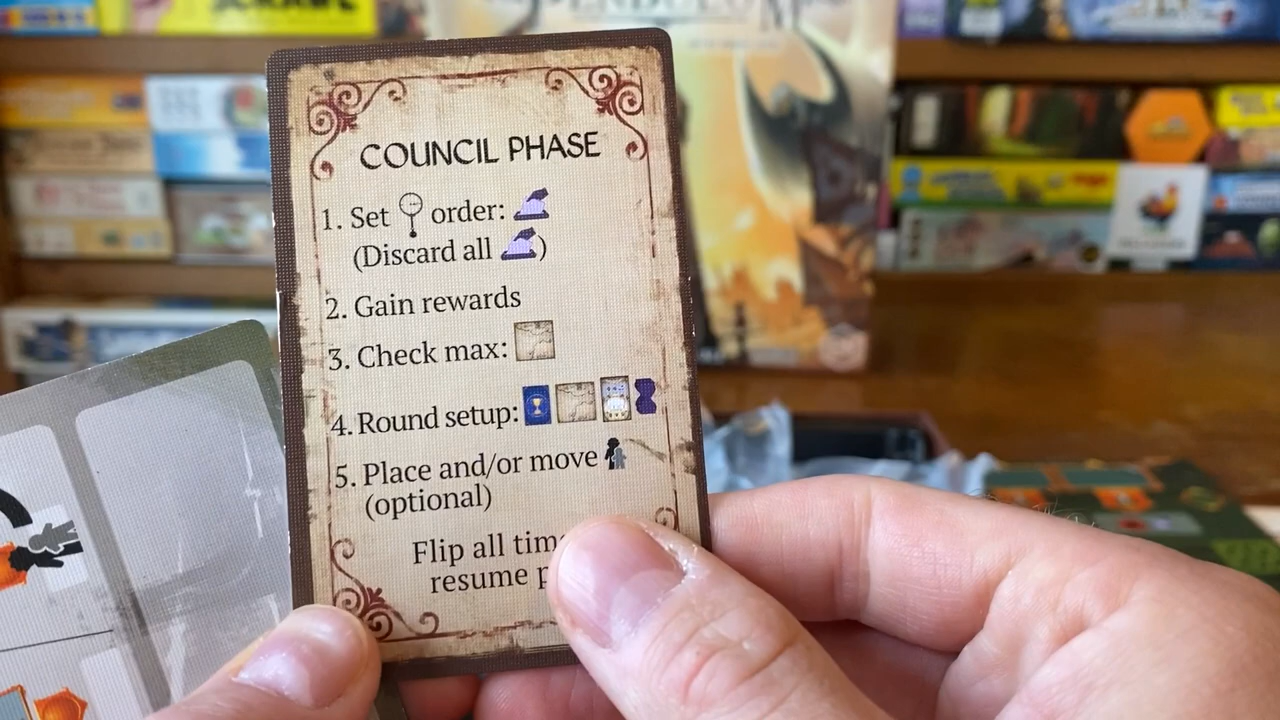 COUNCIL PHASE
1. Set order:
(Discard all )
2. Gain rewards
3. Check max:
4. Round setup:
5. Place and/or move
(optional)
Flip all
resume